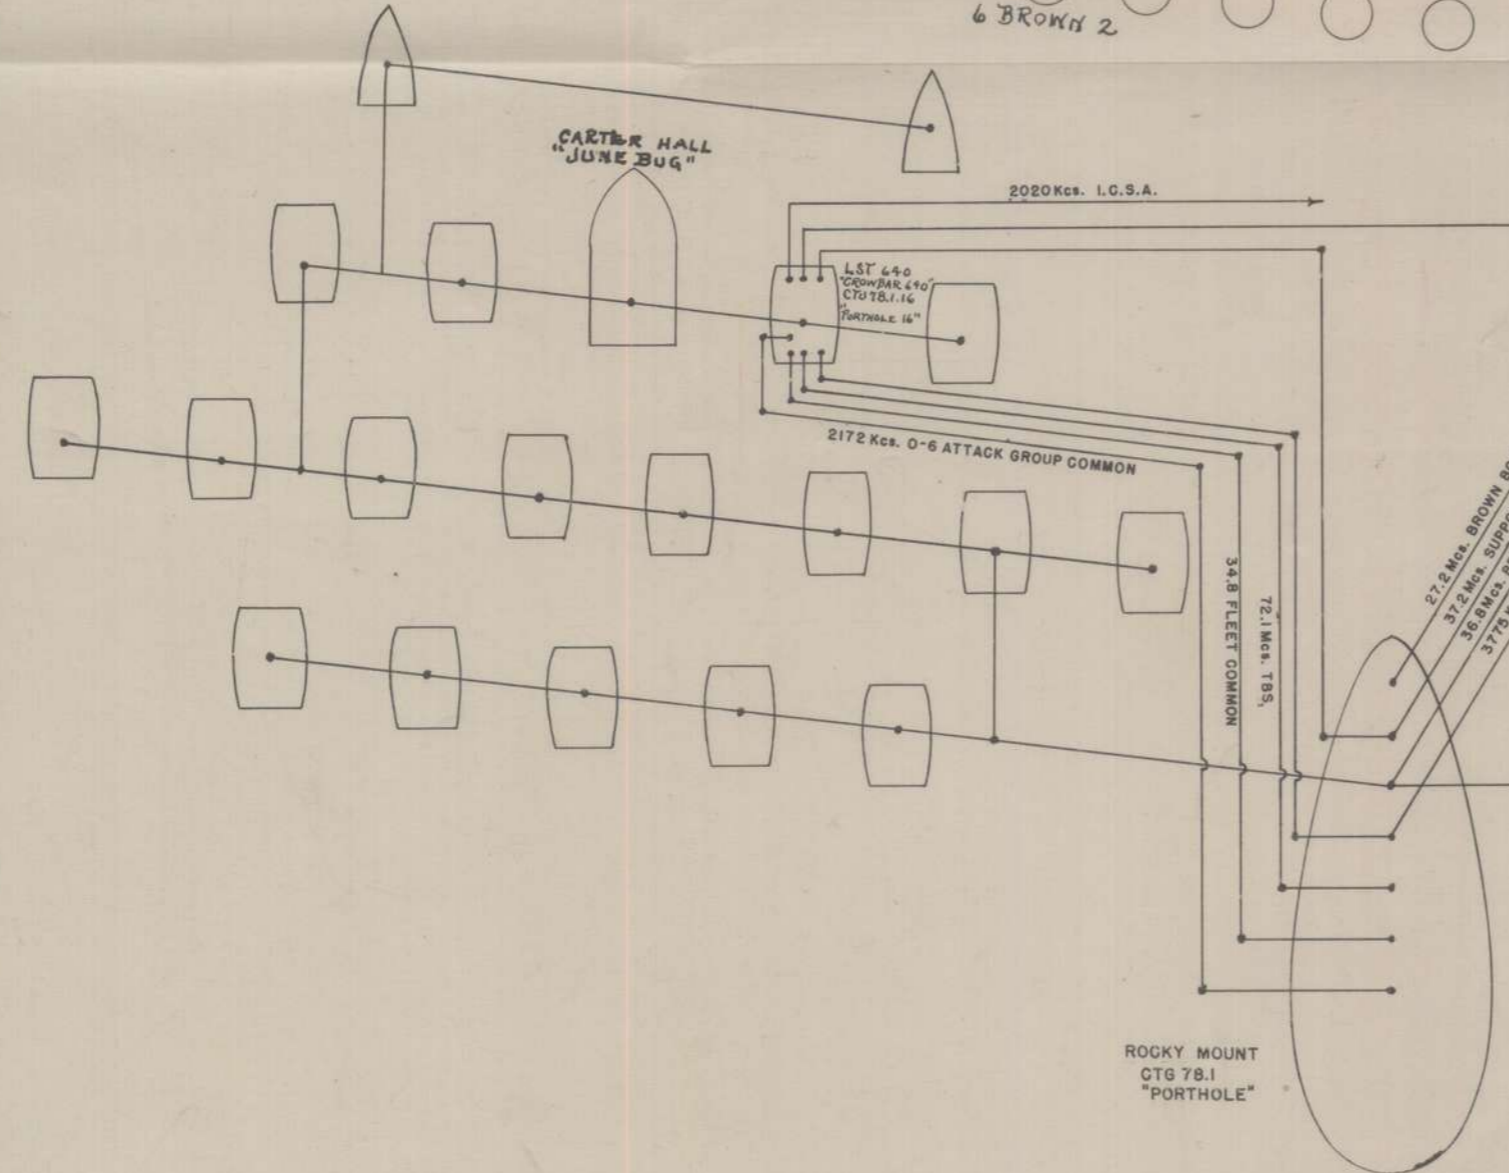 6 BROWN 2
CARTER HALL
"JUNE BUG"
2020 Kcs. I.C.S.A.
LST 640
"CROWBAR 640"
CTU 78.1.16
"PORTHOLE 16"
2172 Kcs. O-6 ATTACK GROUP COMMON
34.8 FLEET COMMON
72.1 Mcs. TBS.
27.2 Mcs. BROWN
37.2 Mcs.
36.8 Mcs.
3775
ROCKY MOUNT
CTG 78.1
"PORTHOLE"